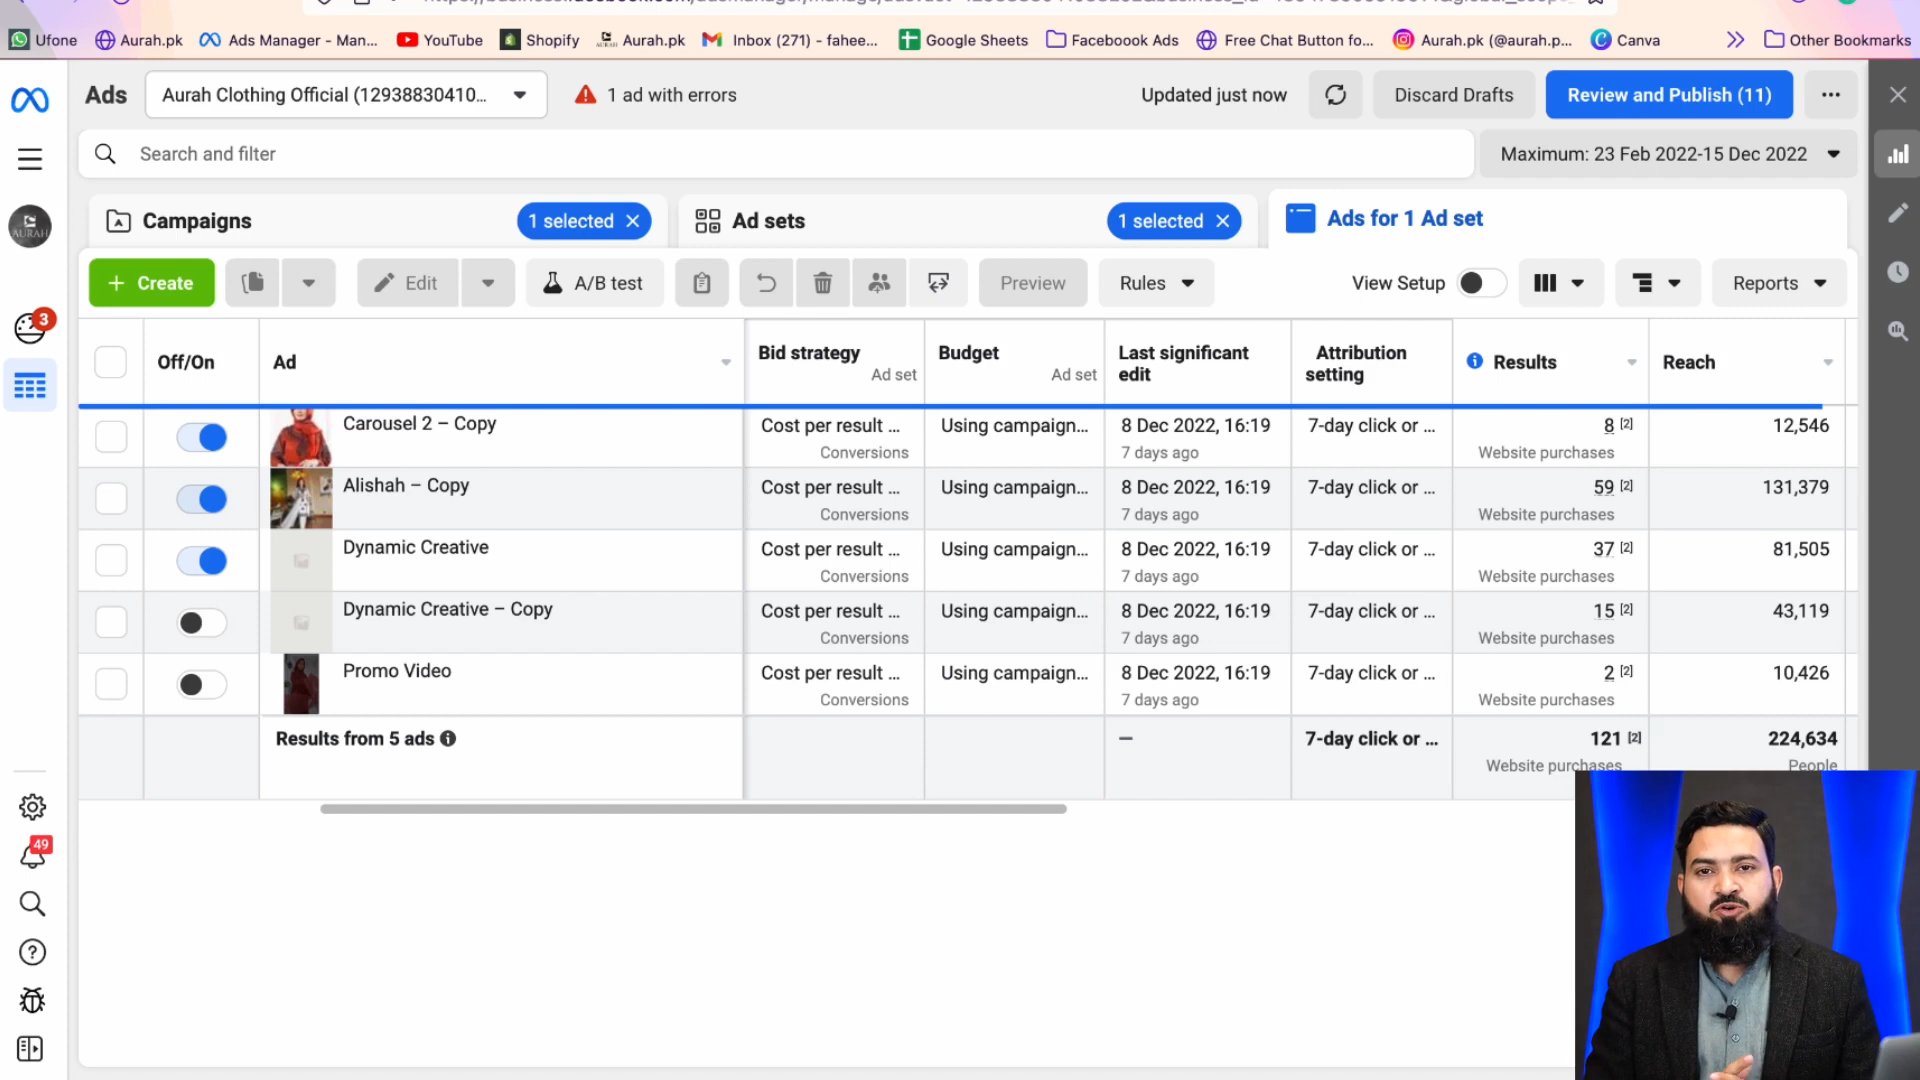 Ufone
Aurah.pk
Ads Manager - Man...
YouTube
Shopify
Aurah.pk
Inbox (271) - fahee...
Google Sheets
Faceboook Ads
Free Chat Button fo...
Aurah.pk (@aurah.p...
Canva
Other Bookmarks
Ads
Aurah Clothing Official (12938830410...
1 ad with errors
Updated just now
Discard Drafts
Review and Publish (11)
Search and filter
Maximum: 23 Feb 2022-15 Dec 2022
Campaigns
1 selected
Ad sets
1 selected
Ads for 1 Ad set
AURAH
+ Create
Edit
A/B test
Preview
Rules
View Setup
Reports
3
Off/On
Ad
Bid strategy
Ad set
Budget
Ad set
Last significant
edit
Attribution
setting
Results
Reach
Carousel 2 – Copy
Cost per result ...
Conversions
Using campaign...
8 Dec 2022, 16:19
7 days ago
7-day click or ...
8 [2]
Website purchases
12,546
Alishah – Copy
Cost per result ...
Conversions
Using campaign...
8 Dec 2022, 16:19
7 days ago
7-day click or ...
59 [2]
Website purchases
131,379
Dynamic Creative
Cost per result ...
Conversions
Using campaign...
8 Dec 2022, 16:19
7 days ago
7-day click or ...
37 [2]
Website purchases
81,505
Dynamic Creative – Copy
Cost per result ...
Conversions
Using campaign...
8 Dec 2022, 16:19
7 days ago
7-day click or ...
15 [2]
Website purchases
43,119
Promo Video
Cost per result ...
Conversions
Using campaign...
8 Dec 2022, 16:19
7 days ago
7-day click or ...
2 [2]
Website purchases
10,426
Results from 5 ads
—
7-day click or ...
121 [2]
Website purchases
224,634
People
49